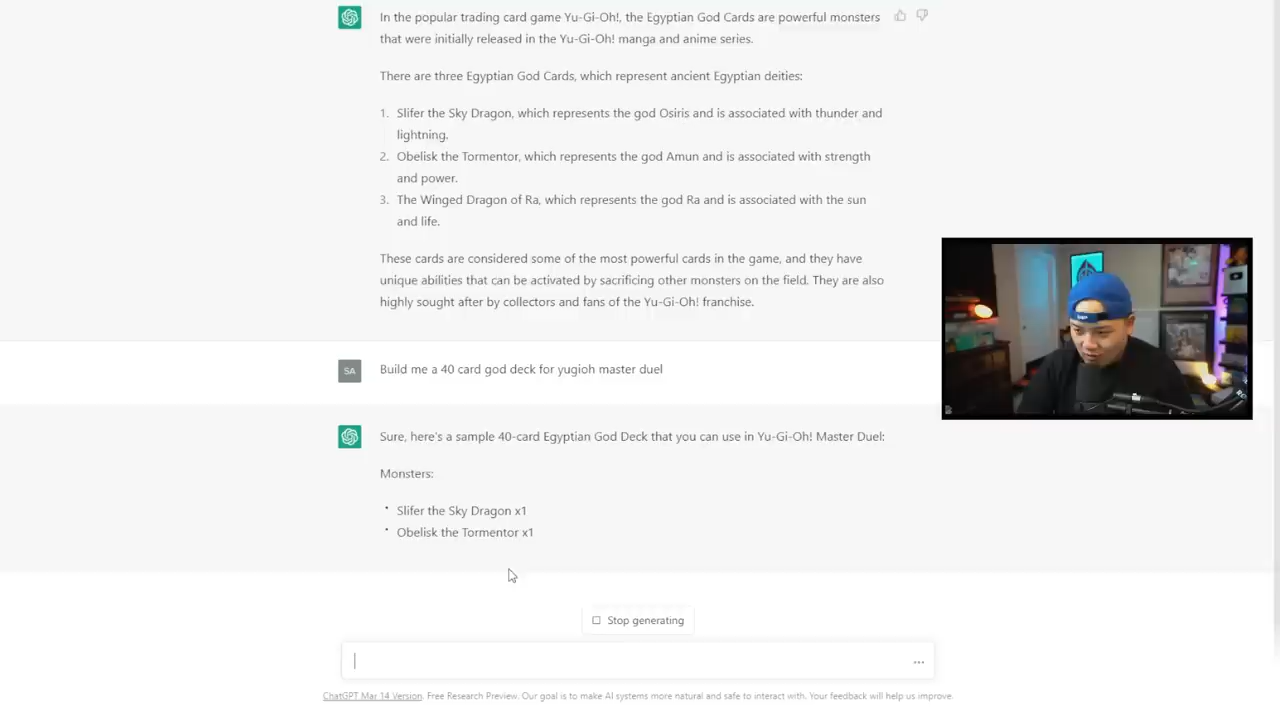 In the popular trading card game Yu-Gi-Oh!, the Egyptian God Cards are powerful monsters
that were initially released in the Yu-Gi-Oh! manga and anime series.
There are three Egyptian God Cards, which represent ancient Egyptian deities:
1. Slifer the Sky Dragon, which represents the god Osiris and is associated with thunder and
lightning.
2. Obelisk the Tormentor, which represents the god Amun and is associated with strength
and power.
3. The Winged Dragon of Ra, which represents the god Ra and is associated with the sun
and life.
These cards are considered some of the most powerful cards in the game, and they have
unique abilities that can be activated by sacrificing other monsters on the field. They are also
highly sought after by collectors and fans of the Yu-Gi-Oh! franchise.
SA
Build me a 40 card god deck for yugioh master duel
Sure, here's a sample 40-card Egyptian God Deck that you can use in Yu-Gi-Oh! Master Duel:
Monsters:
• Slifer the Sky Dragon x1
• Obelisk the Tormentor x1
Stop generating
ChatGPT Mar 14 Version. Free Research Preview. Our goal is to make AI systems more natural and safe to interact with. Your feedback will help us improve.